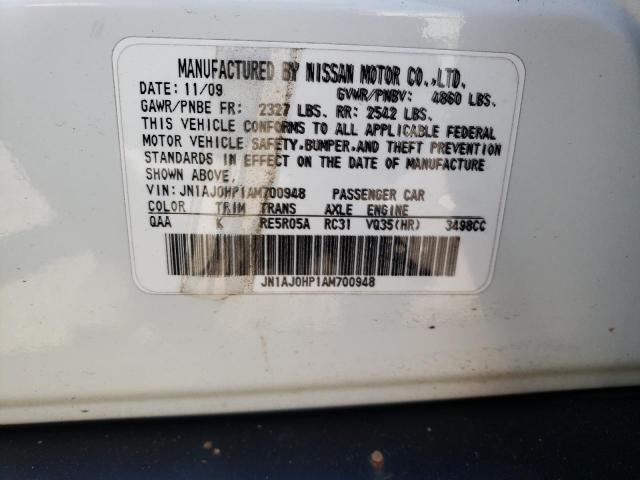 MANUFACTURED BY NISSAN MOTOR CO.,LTD.
DATE: 11/09 GVWR/PNBV: 4860 LBS.
GAWR/PNBE FR: 2327 LBS. RR: 2542 LBS.
THIS VEHICLE CONFORMS TO ALL APPLICABLE FEDERAL
MOTOR VEHICLE SAFETY,BUMPER,AND THEFT PREVENTION
STANDARDS IN EFFECT ON THE DATE OF MANUFACTURE
SHOWN ABOVE.
VIN: JN1AJ0HP1AM700948 PASSENGER CAR
COLOR TRIM TRANS AXLE ENGINE
QAA K RE5R05A RC31 VQ35(HR) 3498CC
JN1AJ0HP1AM700948